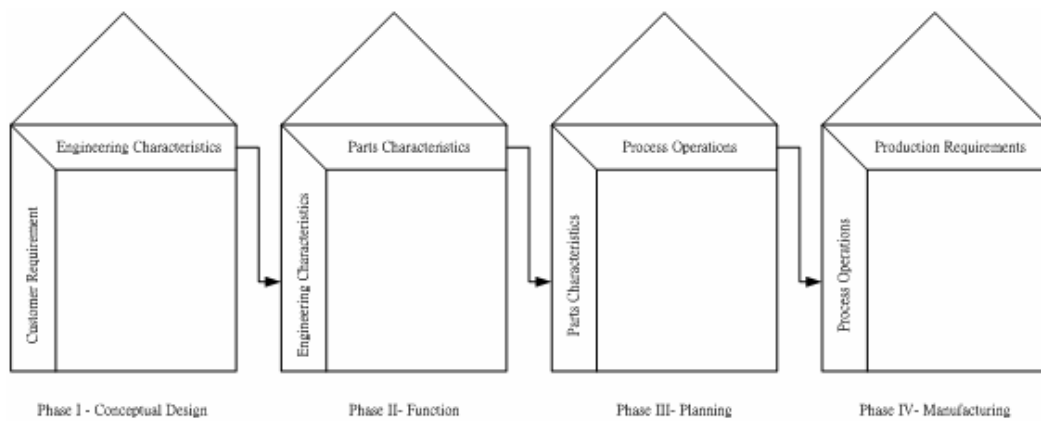 Engineering Characteristics
Customer Requirement
Phase I - Conceptual Design
Parts Characteristics
Engineering Characteristics
Phase II- Function
Process Operations
Parts Characteristics
Phase III- Planning
Production Requirements
Process Operations
Phase IV- Manufacturing